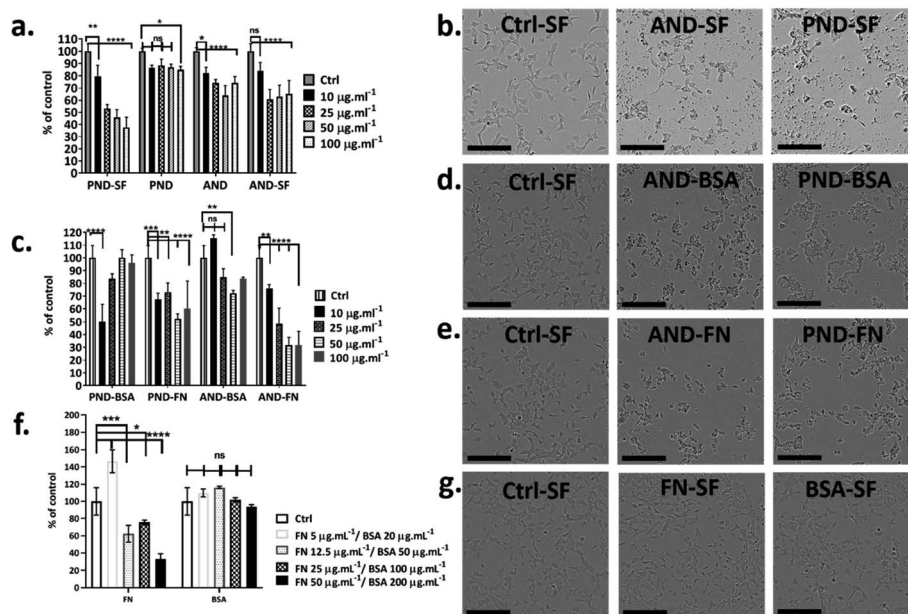 a.
**
****
ns
*
*
****
ns
****
% of control
110
100
90
80
70
60
50
40
30
20
10
0
PND-SF PND AND AND-SF
Ctrl
10 µg.ml-1
25 µg.ml-1
50 µg.ml-1
100 µg.ml-1
b.
Ctrl-SF AND-SF PND-SF
c.
****
***
**
****
ns
**
**
****
% of control
120
110
100
90
80
70
60
50
40
30
20
10
0
PND-BSA PND-FN AND-BSA AND-FN
Ctrl
10 µg.ml-1
25 µg.ml-1
50 µg.ml-1
100 µg.ml-1
d.
Ctrl-SF AND-BSA PND-BSA
e.
Ctrl-SF AND-FN PND-FN
f.
***
*
****
ns
% of control
200
180
160
140
120
100
80
60
40
20
0
FN BSA
Ctrl
FN 5 µg.mL-1/ BSA 20 µg.mL-1
FN 12.5 µg.mL-1/ BSA 50 µg.mL-1
FN 25 µg.mL-1/ BSA 100 µg.mL-1
FN 50 µg.mL-1/ BSA 200 µg.mL-1
g.
Ctrl-SF FN-SF BSA-SF